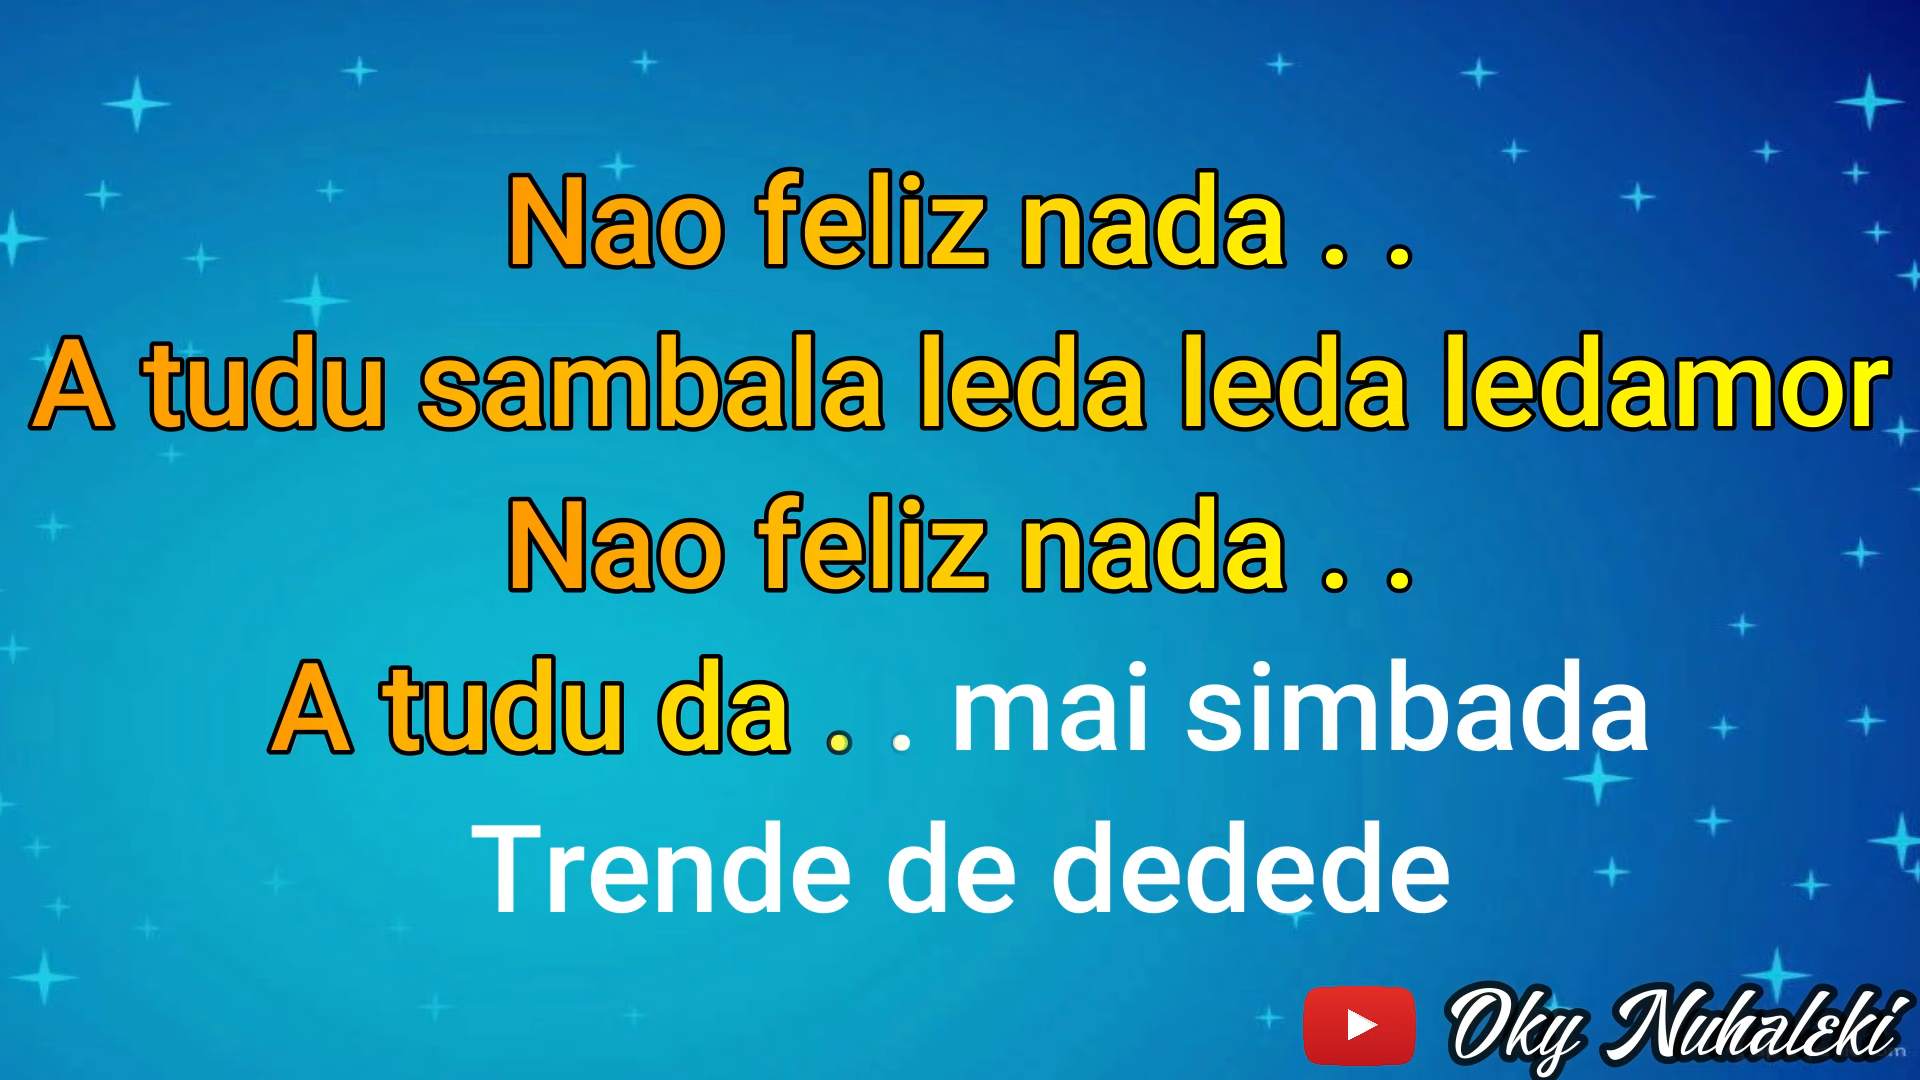 Nao feliz nada . .
A tudu sambala leda leda ledamor
Nao feliz nada . .
A tudu da . . mai simbada
Trende de dedede
Oky Nuhaleki